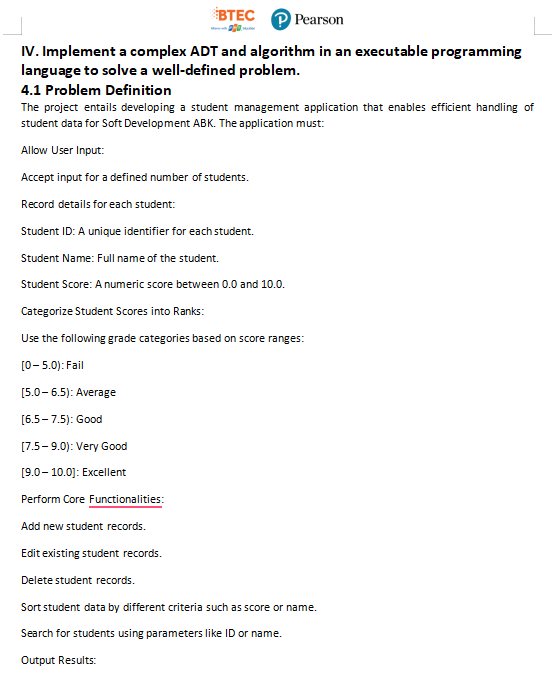 BTEC
Pearson
IV. Implement a complex ADT and algorithm in an executable programming
language to solve a well-defined problem.
4.1 Problem Definition
The project entails developing a student management application that enables efficient handling of
student data for Soft Development ABK. The application must:
Allow User Input:
Accept input for a defined number of students.
Record details for each student:
Student ID: A unique identifier for each student.
Student Name: Full name of the student.
Student Score: A numeric score between 0.0 and 10.0.
Categorize Student Scores into Ranks:
Use the following grade categories based on score ranges:
[0 – 5.0): Fail
[5.0 – 6.5): Average
[6.5 – 7.5): Good
[7.5 – 9.0): Very Good
[9.0 – 10.0]: Excellent
Perform Core Functionalities:
Add new student records.
Edit existing student records.
Delete student records.
Sort student data by different criteria such as score or name.
Search for students using parameters like ID or name.
Output Results: